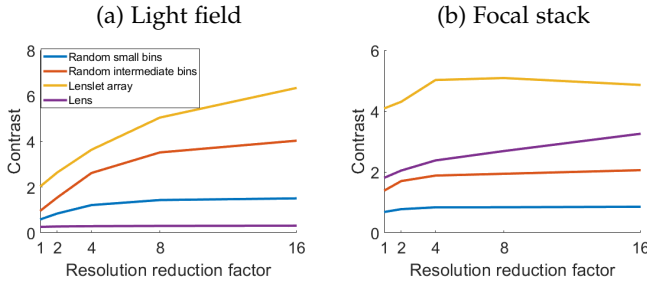 (a) Light field
(b) Focal stack
8
6
4
2
0
Contrast
Random small bins
Random intermediate bins
Lenslet array
Lens
1 2 4 8 16
Resolution reduction factor
6
4
2
0
Contrast
1 2 4 8 16
Resolution reduction factor